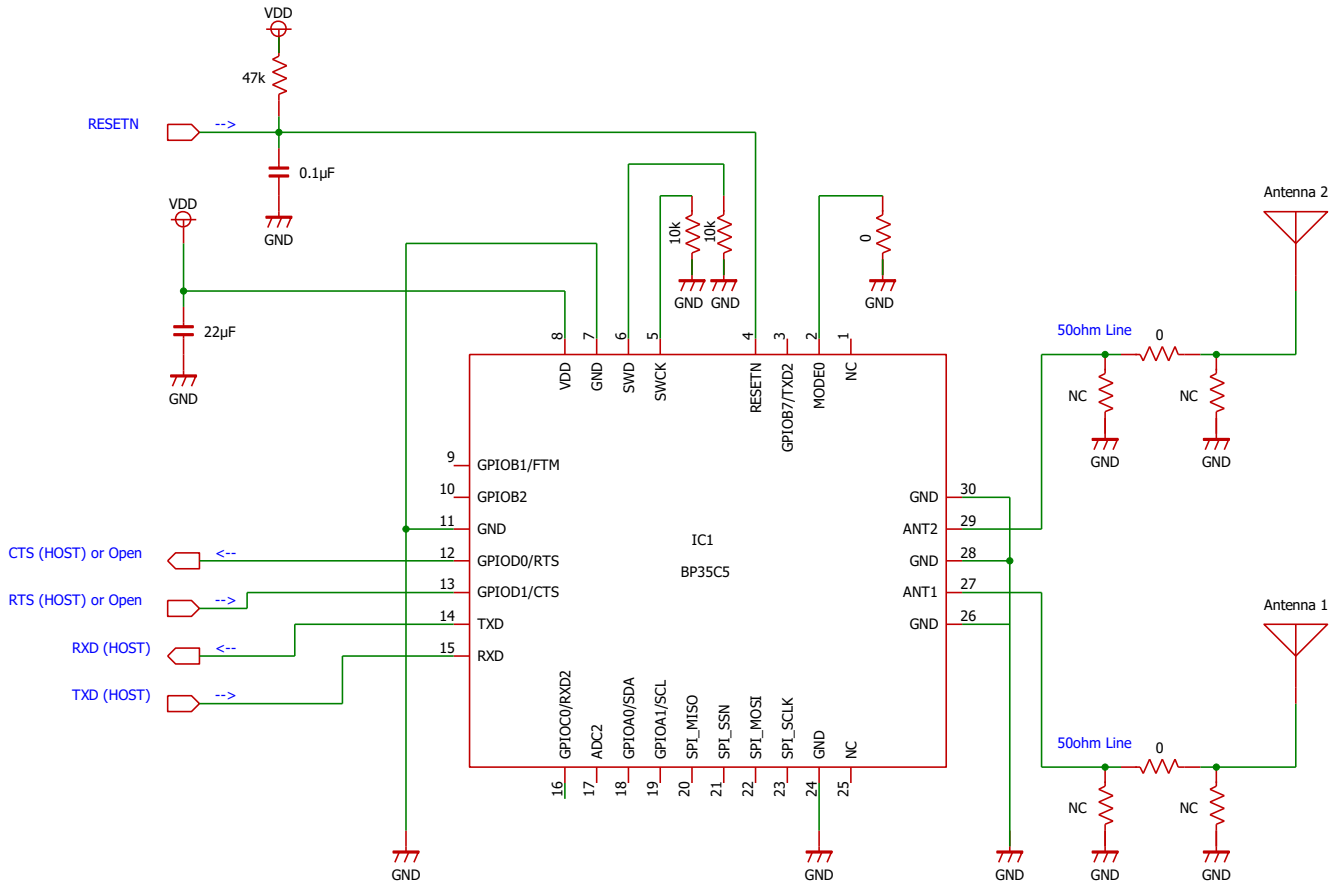 VDD
47k
RESETN
-->
0.1µF
GND
VDD
22µF
GND
10k
10k
GND
GND
0
GND
Antenna 2
50ohm Line
0
NC
NC
GND
GND
8
7
6
5
4
3
2
1
VDD
GND
SWD
SWCK
RESETN
GPIOB7/TXD2
MODE0
NC
9
GPIOB1/FTM
10
GPIOB2
11
GND
CTS (HOST) or Open
<--
12
GPIOD0/RTS
RTS (HOST) or Open
-->
13
GPIOD1/CTS
RXD (HOST)
<--
14
TXD
TXD (HOST)
-->
15
RXD
IC1
BP35C5
GND
30
ANT2
29
GND
28
ANT1
27
GND
26
Antenna 1
50ohm Line
0
NC
NC
GND
GND
GPIOC0/RXD2
ADC2
GPIOA0/SDA
GPIOA1/SCL
SPI_MISO
SPI_SSN
SPI_MOSI
SPI_SCLK
GND
NC
16
17
18
19
20
21
22
23
24
25
GND
GND
GND